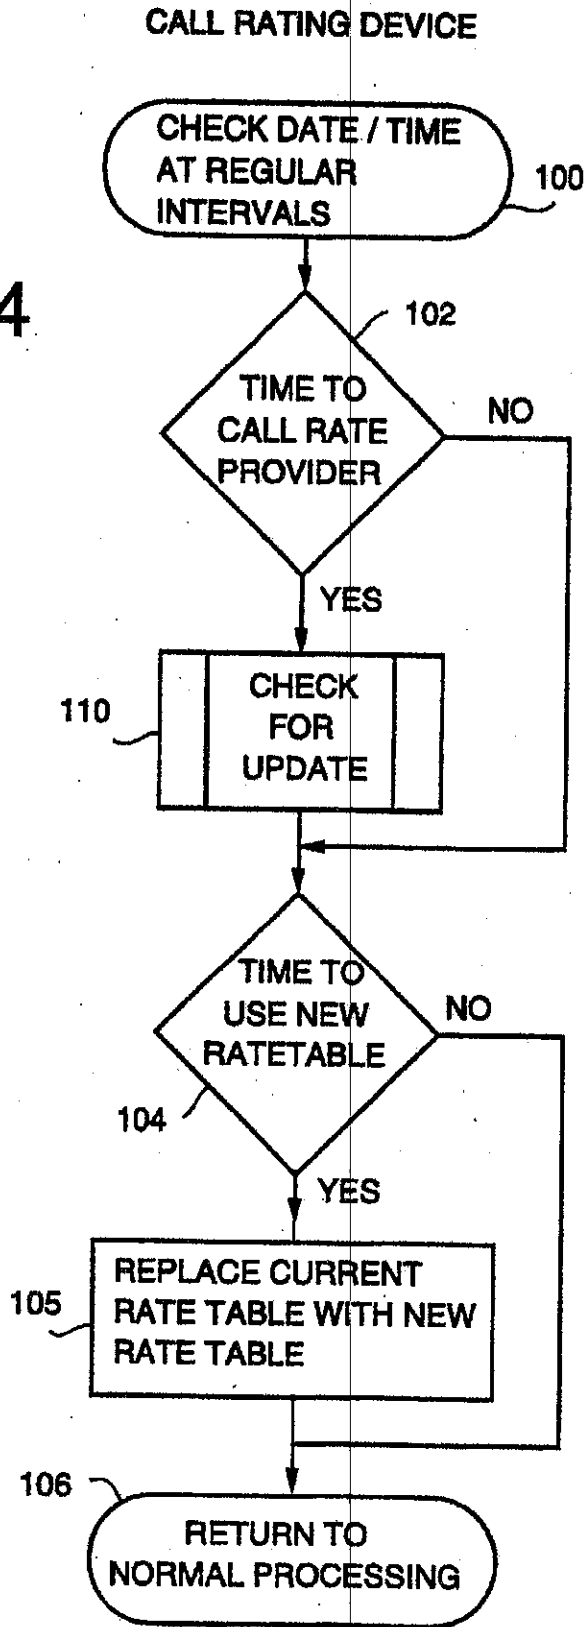 CALL RATING DEVICE
CHECK DATE / TIME
AT REGULAR
INTERVALS
100
4
102
TIME TO
CALL RATE
PROVIDER
NO
YES
110
CHECK
FOR
UPDATE
TIME TO
USE NEW
RATETABLE
NO
104
YES
105
REPLACE CURRENT
RATE TABLE WITH NEW
RATE TABLE
106
RETURN TO
NORMAL PROCESSING